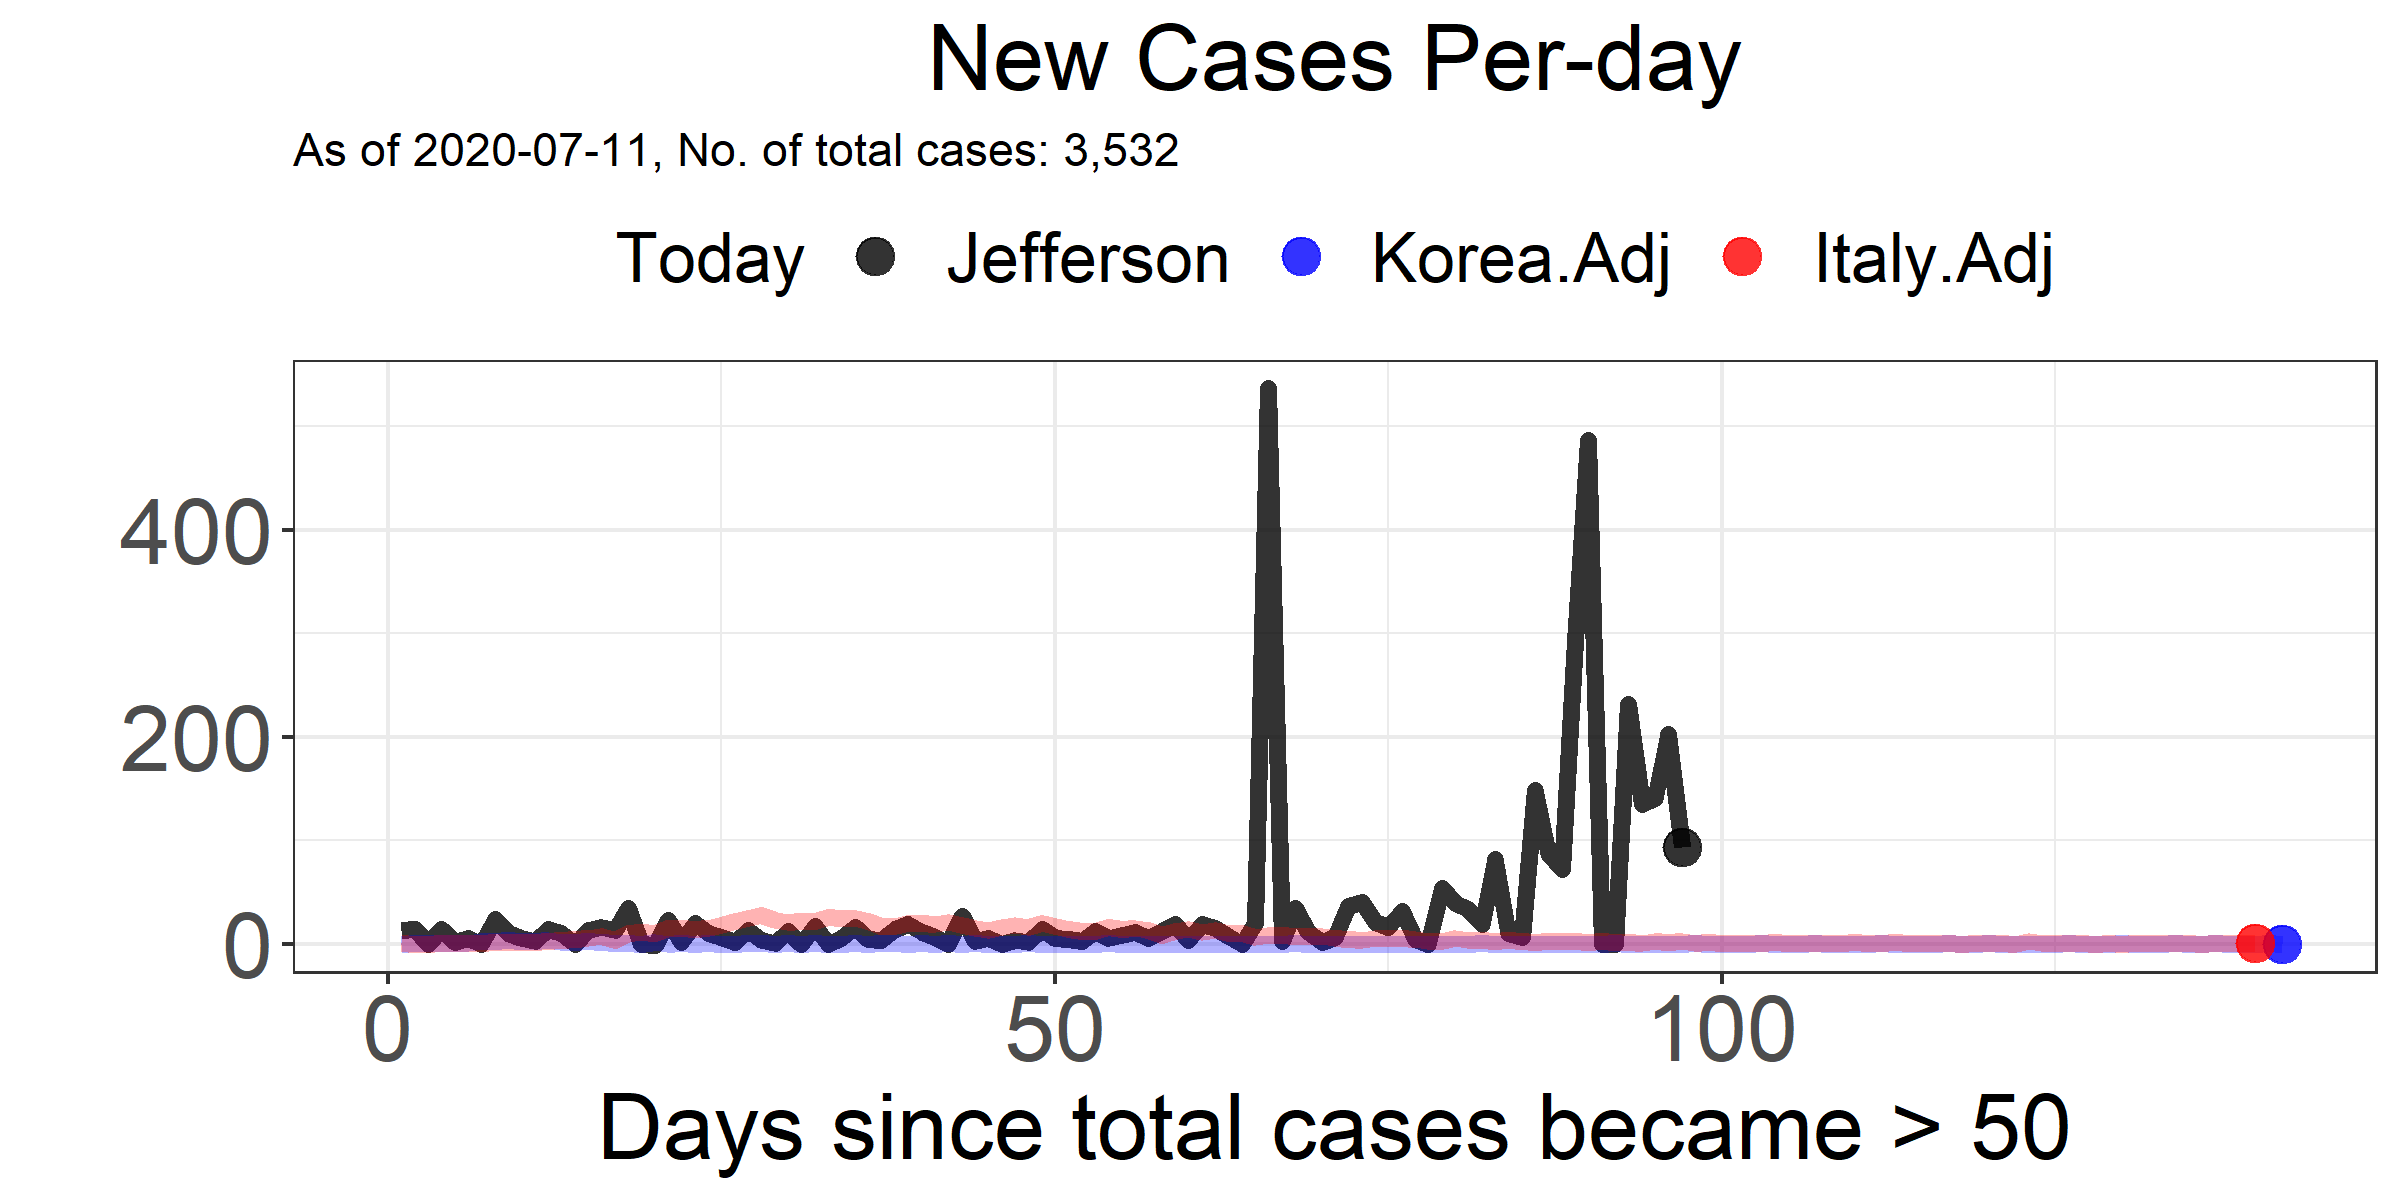 New Cases Per-day
As of 2020-07-11, No. of total cases: 3,532
Today Jefferson Korea.Adj Italy.Adj
400
200
0
0 50 100
Days since total cases became > 50